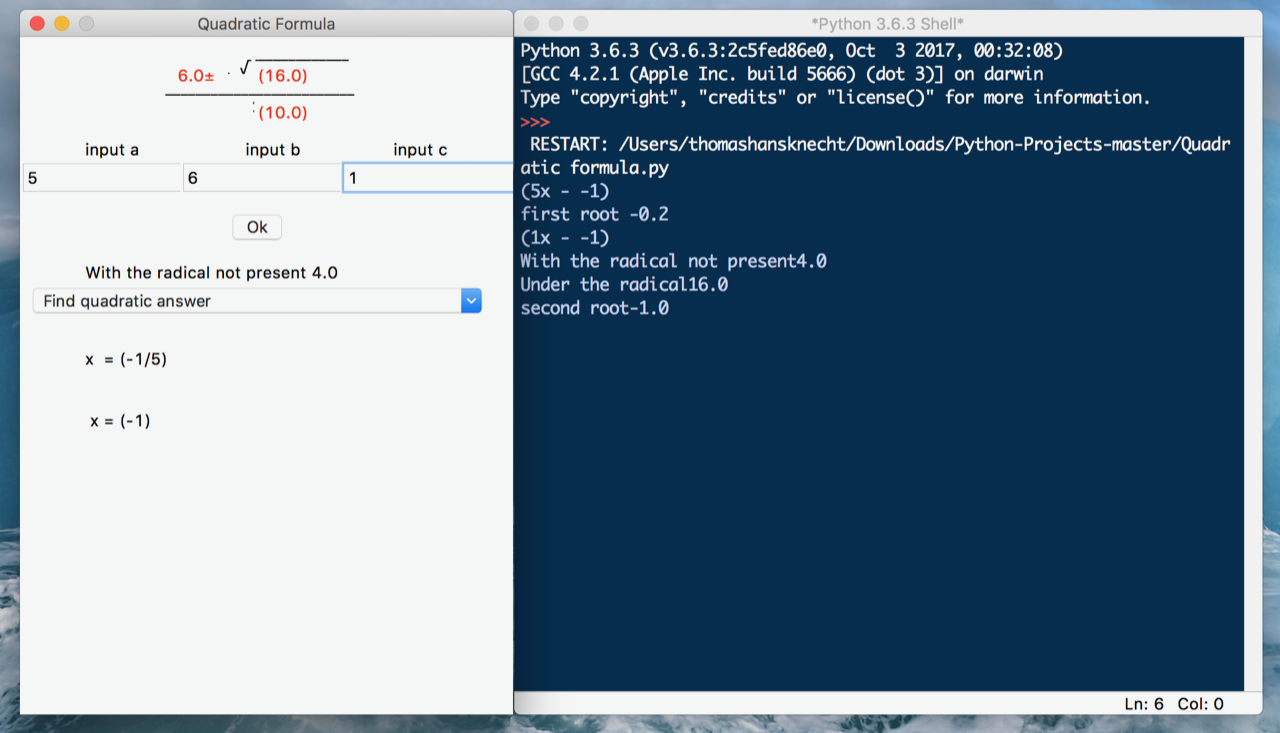 Quadratic Formula
√
6.0± (16.0)
(10.0)
input a input b input c
5 6 1
Ok
With the radical not present 4.0
Find quadratic answer
x = (-1/5)
x = (-1)
*Python 3.6.3 Shell*
Python 3.6.3 (v3.6.3:2c5fed86e0, Oct  3 2017, 00:32:08)
[GCC 4.2.1 (Apple Inc. build 5666) (dot 3)] on darwin
Type "copyright", "credits" or "license()" for more information.
>>>
 RESTART: /Users/thomashansknecht/Downloads/Python-Projects-master/Quadr
atic formula.py
(5x - -1)
first root -0.2
(1x - -1)
With the radical not present4.0
Under the radical16.0
second root-1.0
Ln: 6 Col: 0